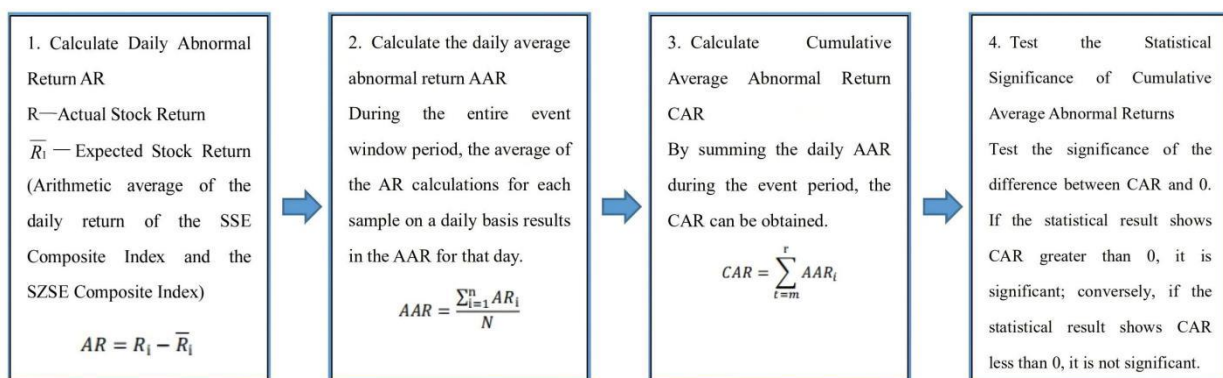 1. Calculate Daily Abnormal
Return AR
R—Actual Stock Return
R̅ᵢ — Expected Stock Return
(Arithmetic average of the
daily return of the SSE
Composite Index and the
SZSE Composite Index)
AR = Rᵢ − R̅ᵢ
2. Calculate the daily average
abnormal return AAR
During the entire event
window period, the average of
the AR calculations for each
sample on a daily basis results
in the AAR for that day.
AAR = ∑ⁿᵢ₌₁ ARᵢ / N
3. Calculate Cumulative
Average Abnormal Return
CAR
By summing the daily AAR
during the event period, the
CAR can be obtained.
CAR = ∑ʳₜ₌ₘ AARᵢ
4. Test the Statistical
Significance of Cumulative
Average Abnormal Returns
Test the significance of the
difference between CAR and 0.
If the statistical result shows
CAR greater than 0, it is
significant; conversely, if the
statistical result shows CAR
less than 0, it is not significant.